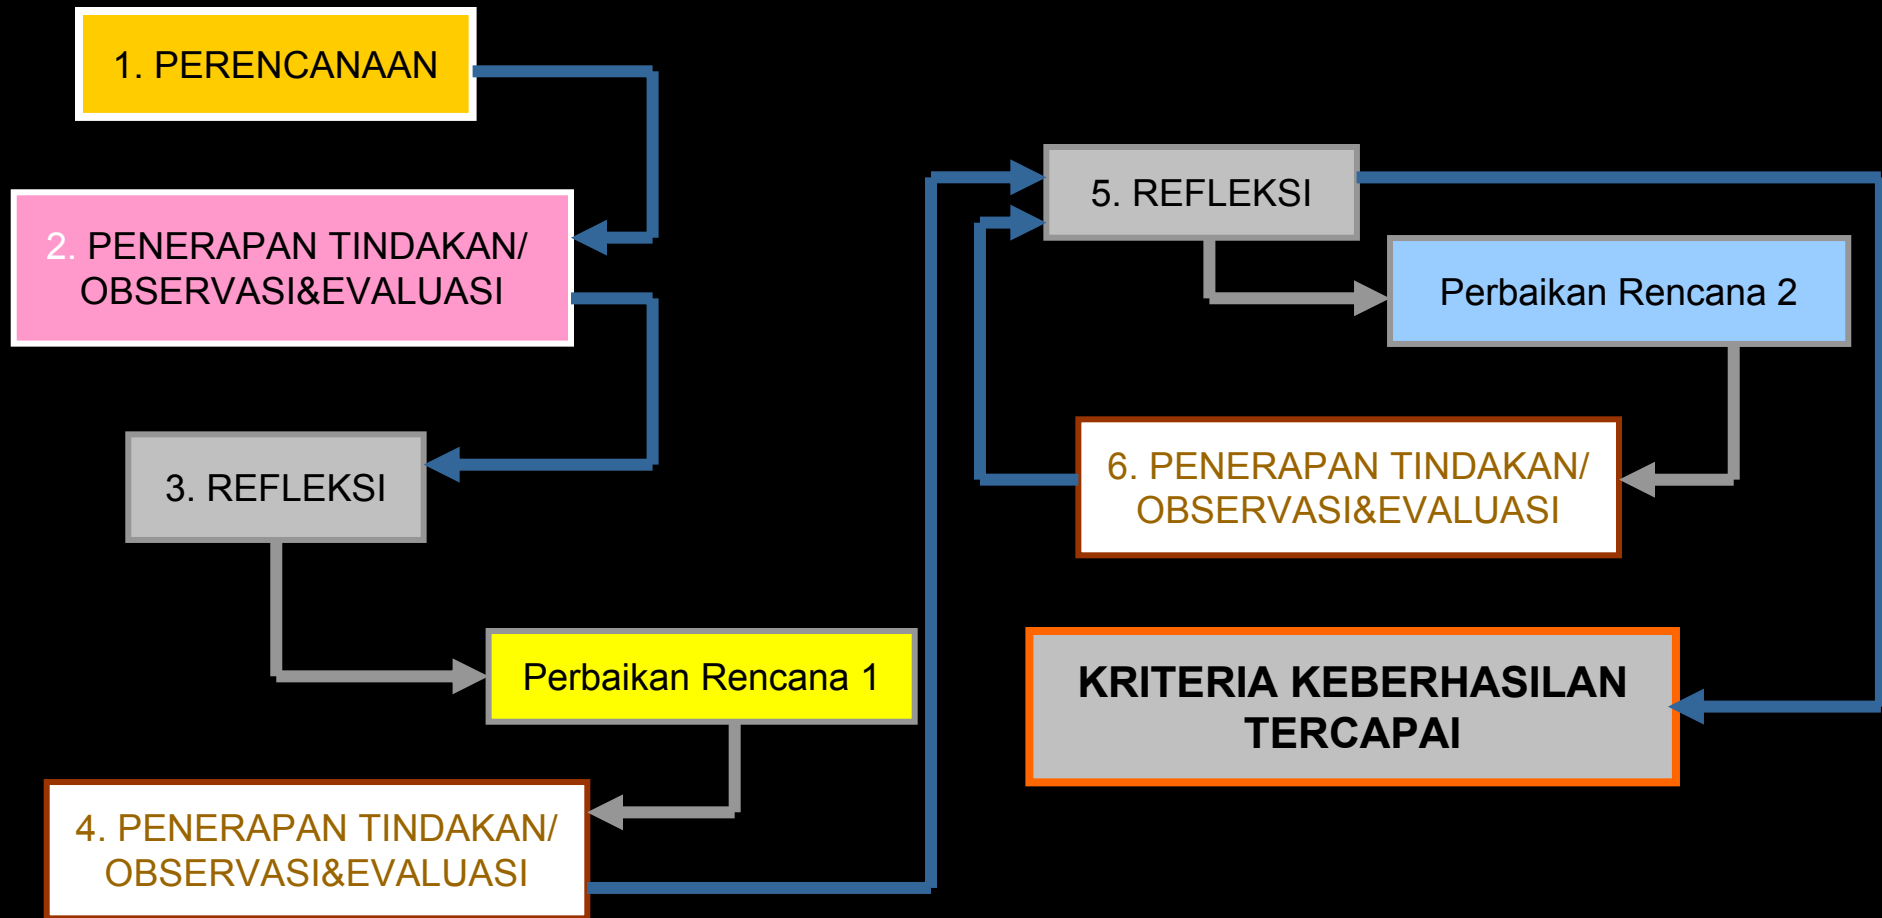 1. PERENCANAAN
2. PENERAPAN TINDAKAN/
OBSERVASI&EVALUASI
3. REFLEKSI
Perbaikan Rencana 1
4. PENERAPAN TINDAKAN/
OBSERVASI&EVALUASI
5. REFLEKSI
Perbaikan Rencana 2
6. PENERAPAN TINDAKAN/
OBSERVASI&EVALUASI
KRITERIA KEBERHASILAN
TERCAPAI